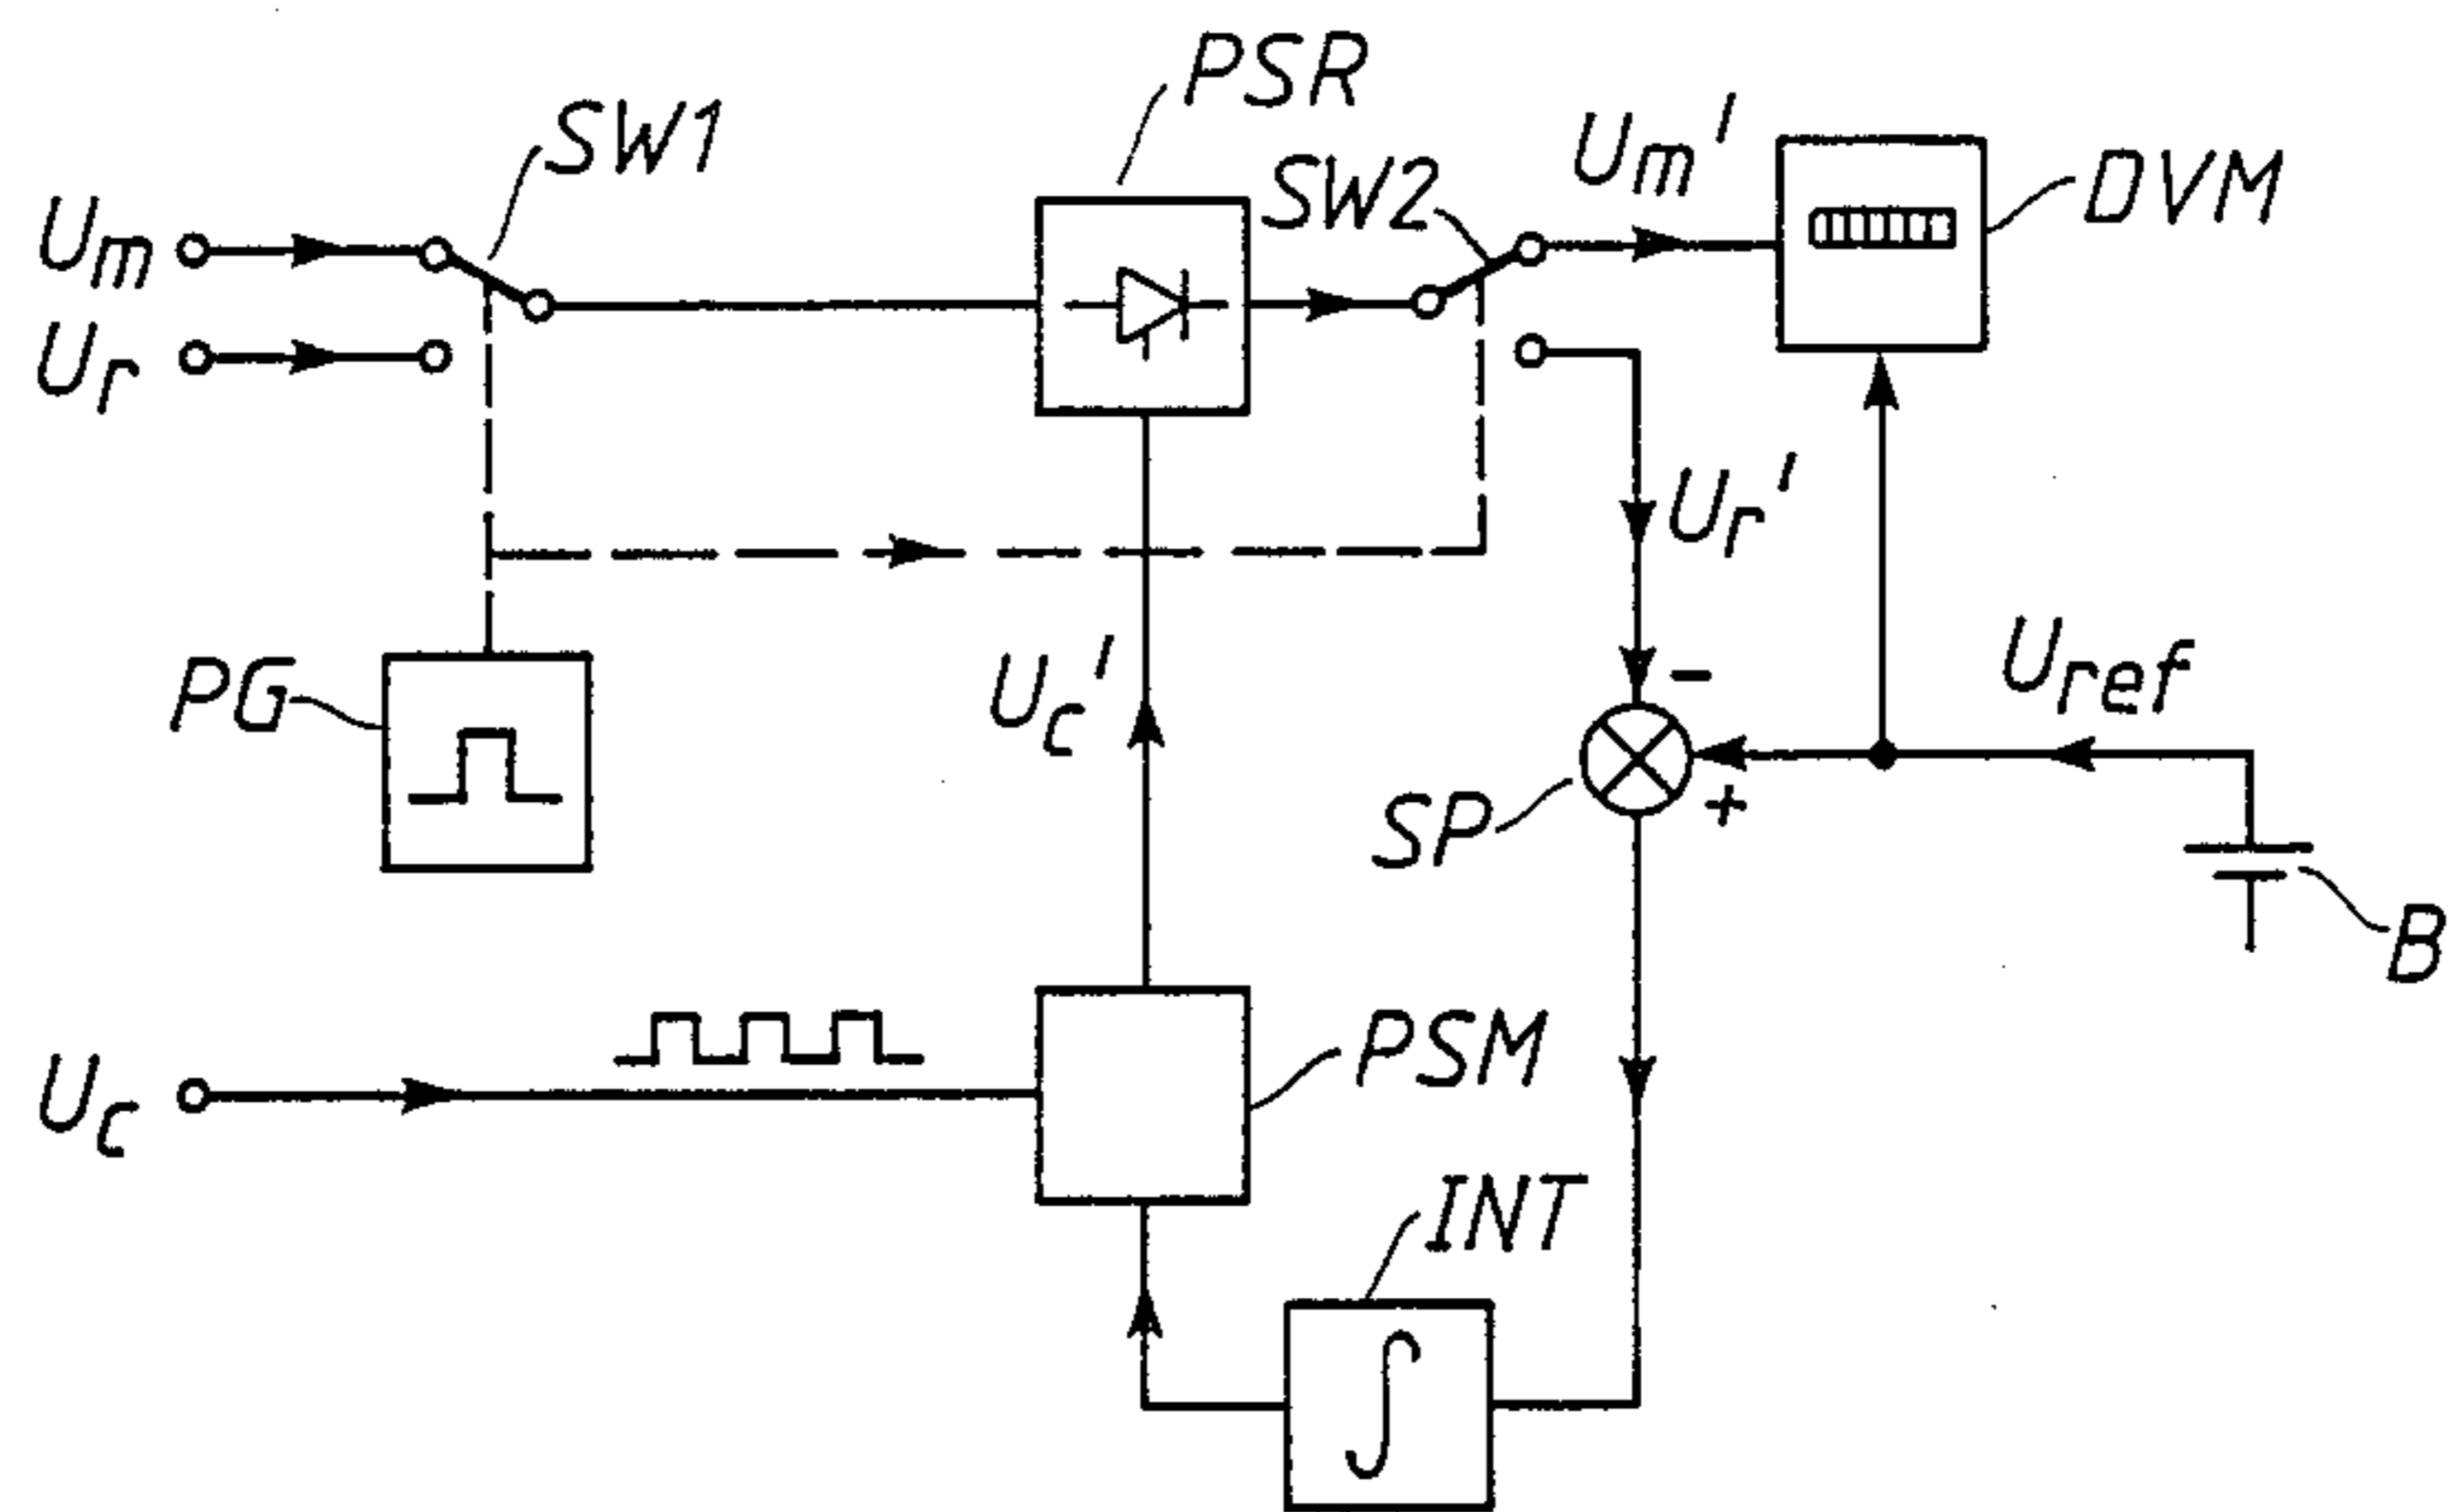 PSR
SW1
SW2
Um'
DVM
Um
Ur
Ur'
PG
Uc'
Uref
-
+
SP
B
Uc
PSM
INT